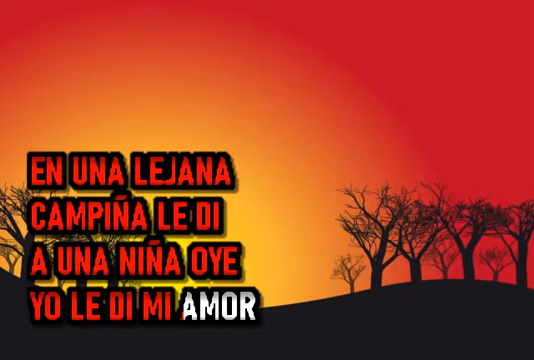 EN UNA LEJANA
CAMPIÑA LE DI
A UNA NIÑA OYE
YO LE DI MI AMOR